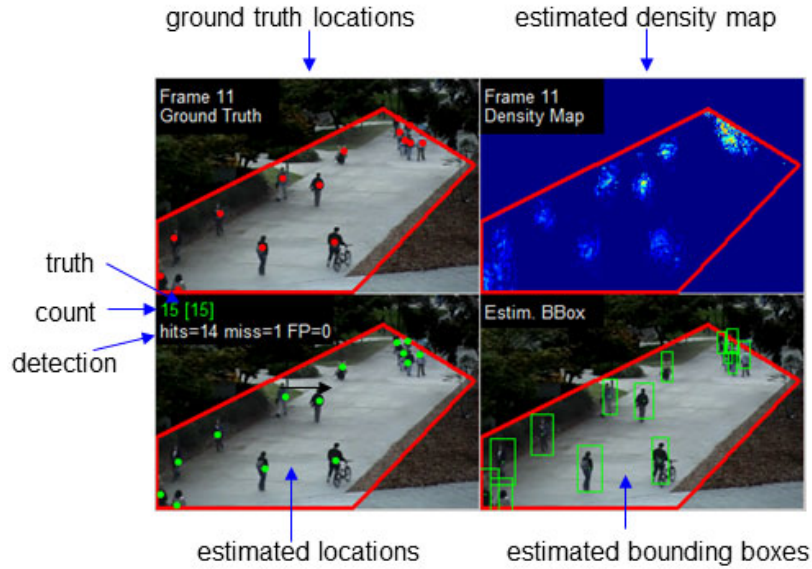 ground truth locations
estimated density map
Frame 11
Ground Truth
Frame 11
Density Map
truth
count
detection
15 [15]
hits=14 miss=1 FP=0
Estim. BBox
estimated locations
estimated bounding boxes